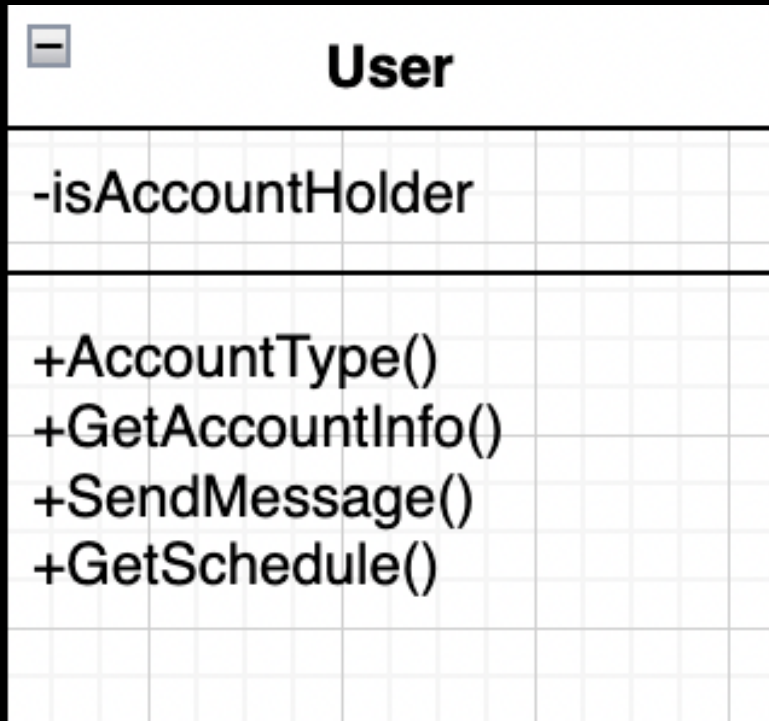 User
-isAccountHolder
+AccountType()
+GetAccountInfo()
+SendMessage()
+GetSchedule()